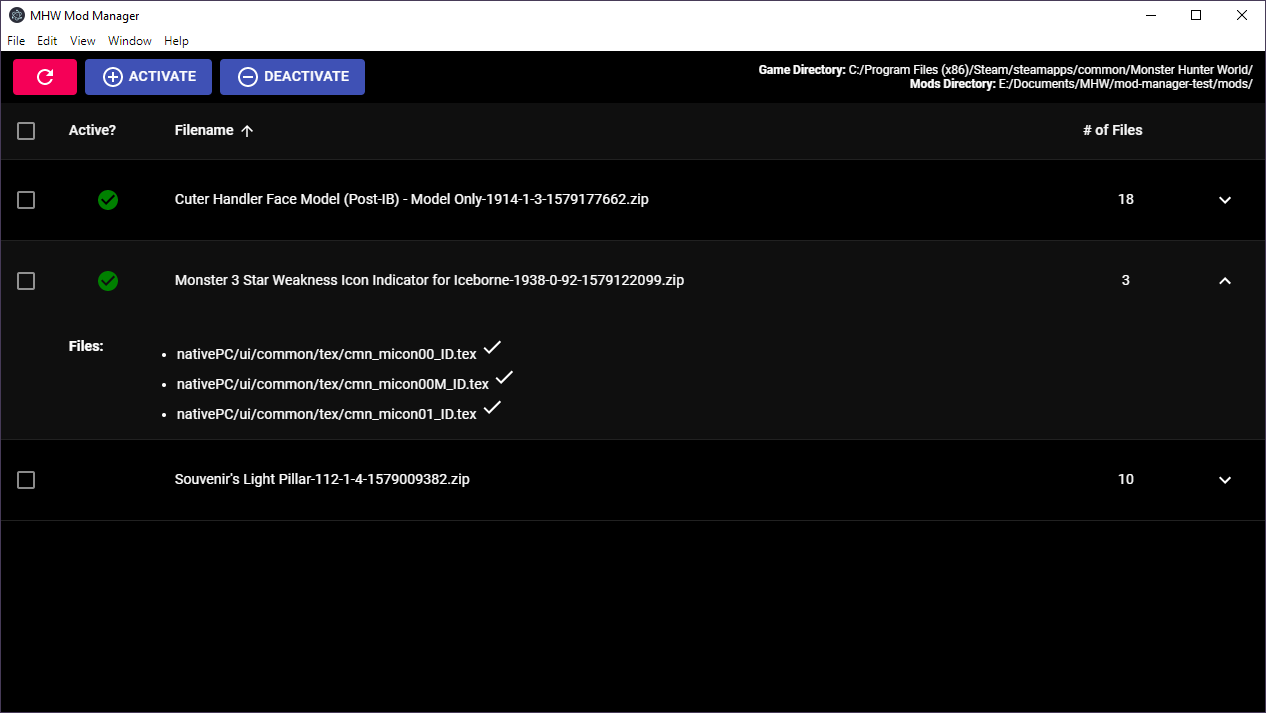 MHW Mod Manager
File Edit View Window Help
ACTIVATE DEACTIVATE
Game Directory: C:/Program Files (x86)/Steam/steamapps/common/Monster Hunter World/
Mods Directory: E:/Documents/MHW/mod-manager-test/mods/
Active? Filename # of Files
Cuter Handler Face Model (Post-IB) - Model Only-1914-1-3-1579177662.zip 18
Monster 3 Star Weakness Icon Indicator for Iceborne-1938-0-92-1579122099.zip 3
Files:
• nativePC/ui/common/tex/cmn_micon00_ID.tex
• nativePC/ui/common/tex/cmn_micon00M_ID.tex
• nativePC/ui/common/tex/cmn_micon01_ID.tex
Souvenir's Light Pillar-112-1-4-1579009382.zip 10